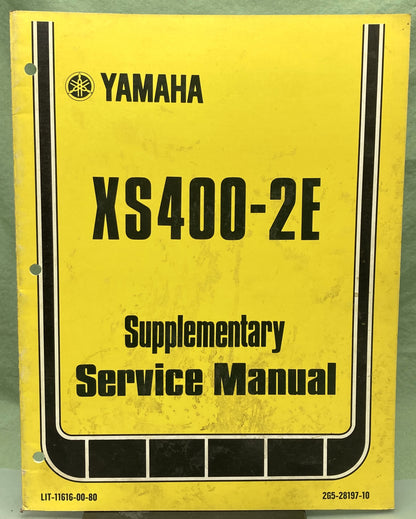 YAMAHA
XS400-2E
Supplementary
Service Manual
LIT-11616-00-80
2G5-28197-10